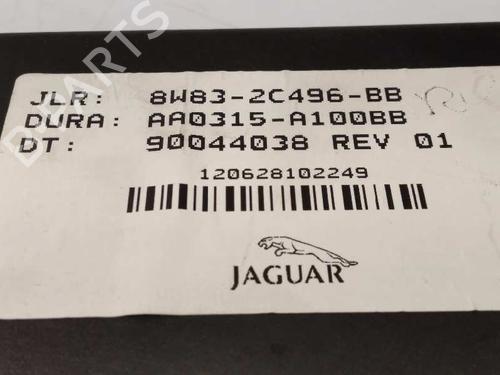 JLR: 8W83-2C496-BB
DURA: AA0315-A100BB
DT: 90044038 REV 01
120628102249
JAGUAR